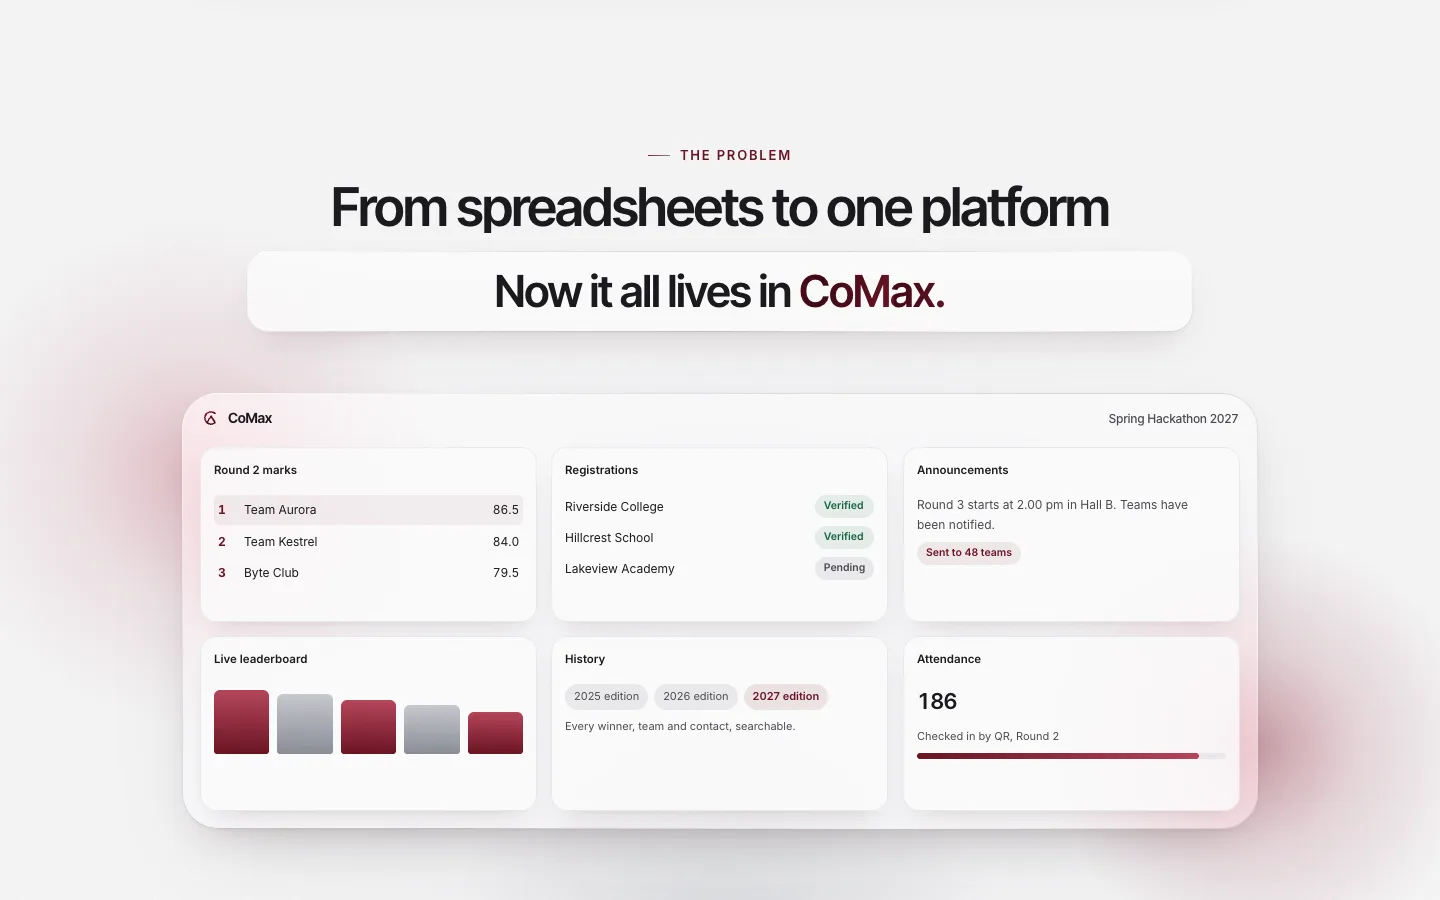 THE PROBLEM
From spreadsheets to one platform
Now it all lives in CoMax.
CoMax
Spring Hackathon 2027
Round 2 marks
1 Team Aurora 86.5
2 Team Kestrel 84.0
3 Byte Club 79.5
Registrations
Riverside College Verified
Hillcrest School Verified
Lakeview Academy Pending
Announcements
Round 3 starts at 2.00 pm in Hall B. Teams have
been notified.
Sent to 48 teams
Live leaderboard
History
2025 edition 2026 edition 2027 edition
Every winner, team and contact, searchable.
Attendance
186
Checked in by QR, Round 2